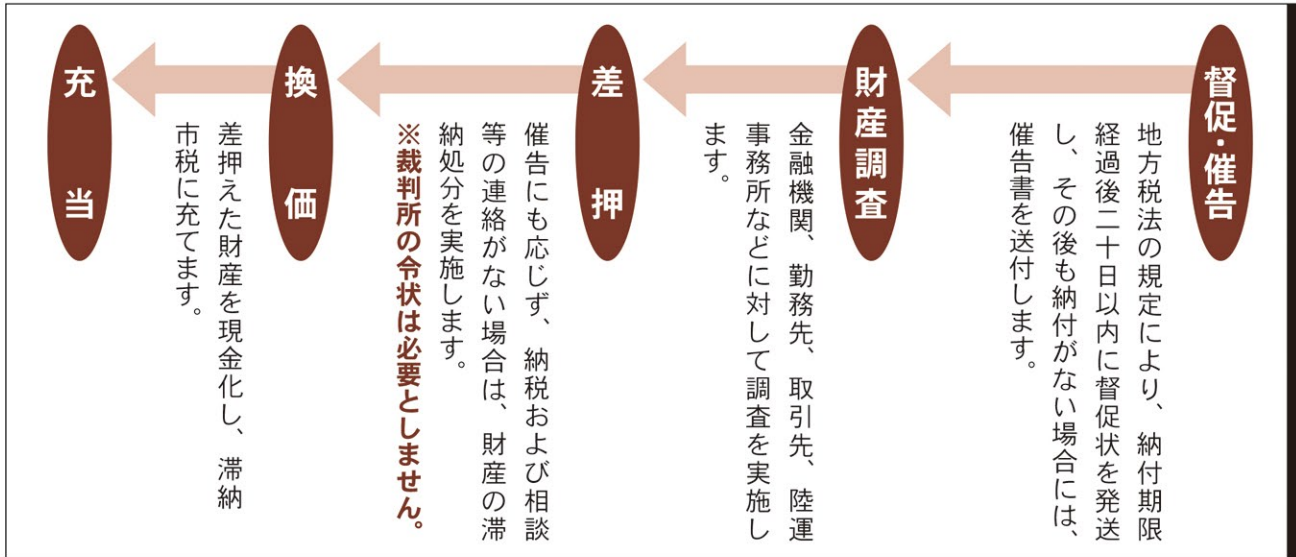 督促・催告
地方税法の規定により、納付期限
経過後二十日以内に督促状を発送
し、その後も納付がない場合には、
催告書を送付します。
財産調査
金融機関、勤務先、取引先、陸運
事務所などに対して調査を実施し
ます。
差押
催告にも応じず、納税および相談
等の連絡がない場合は、財産の滞
納処分を実施します。
※裁判所の令状は必要としません。
換価
差押えた財産を現金化し、滞納
市税に充てます。
充当